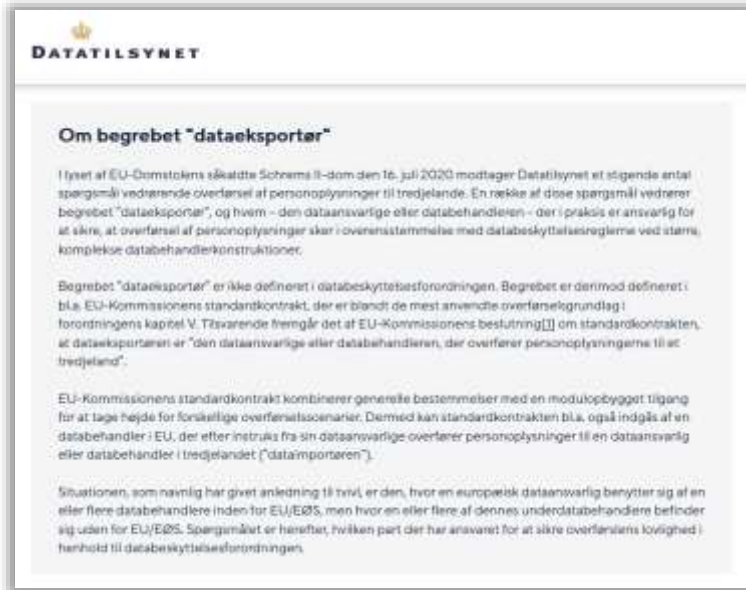 DATATILSYNET
Om begrebet "dataeksportør"
I lyset af EU-Domstolens såkaldte Schrems II-dom den 16. juli 2020 modtager Datatilsynet et stigende antal
spørgsmål vedrørende overførsel af personoplysninger til tredjelande. En række af disse spørgsmål vedrører
begrebet "dataeksportør", og hvem – den dataansvarlige eller databehandleren – der i praksis er ansvarlig for
at sikre, at overførsel af personoplysninger sker i overensstemmelse med databeskyttelsesreglerne ved større,
komplekse databehandlerkonstruktioner.
Begrebet "dataeksportør" er ikke defineret i databeskyttelsesforordningen. Begrebet er derimod defineret i
bl.a. EU-Kommissionens standardkontrakt, der er blandt de mest anvendte overførselsgrundlag i
forordningens kapitel V. Tilsvarende fremgår det af EU-Kommissionens beslutning[1] om standardkontrakten,
at dataeksportøren er "den dataansvarlige eller databehandleren, der overfører personoplysningerne til et
tredjeland".
EU-Kommissionens standardkontrakt kombinerer generelle bestemmelser med en modulopbygget tilgang
for at tage højde for forskellige overførselsscenarier. Dermed kan standardkontrakten bl.a. også indgås af en
databehandler i EU, der efter instruks fra sin dataansvarlige overfører personoplysninger til en dataansvarlig
eller databehandler i tredjelandet ("dataimportøren").
Situationen, som navnlig har givet anledning til tvivl, er den, hvor en europæisk dataansvarlig benytter sig af en
eller flere databehandlere inden for EU/EØS, men hvor en eller flere af dennes underdatabehandlere befinder
sig uden for EU/EØS. Spørgsmålet er herefter, hvilken part der har ansvaret for at sikre overførslens lovlighed i
henhold til databeskyttelsesforordningen.